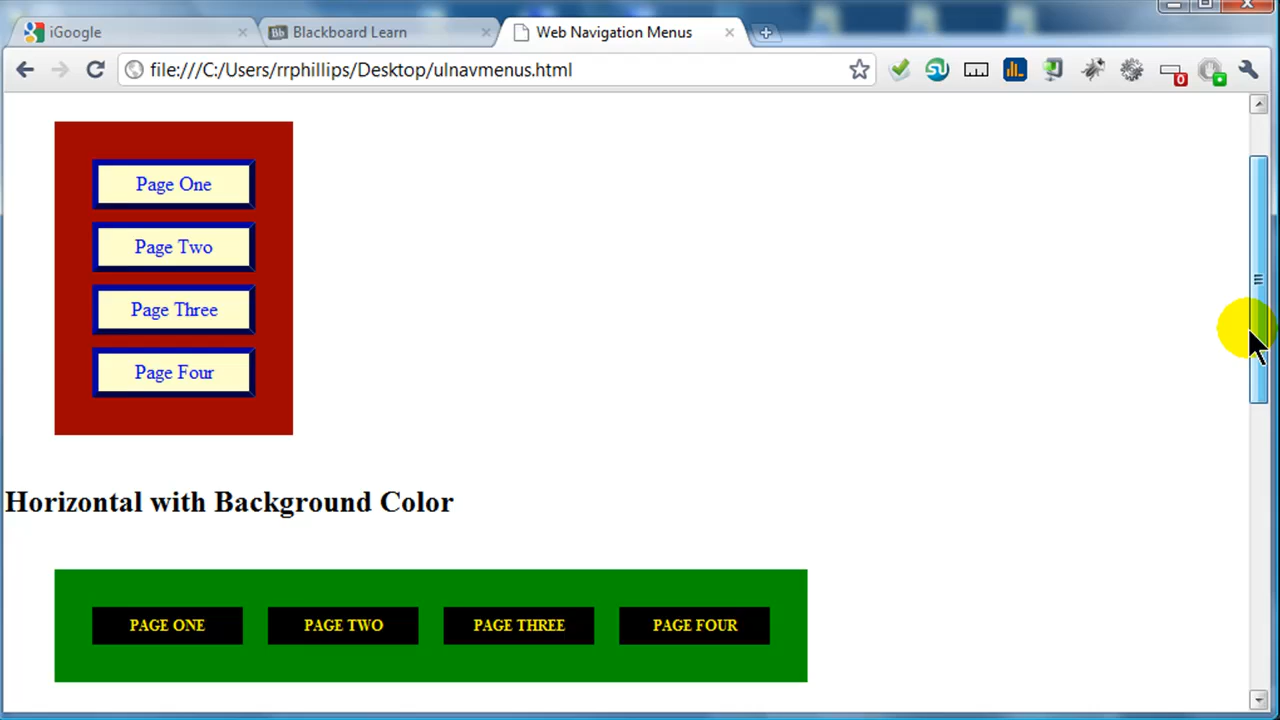 iGoogle
Blackboard Learn
Web Navigation Menus
file:///C:/Users/rrphillips/Desktop/ulnavmenus.html
0
Page One
Page Two
Page Three
Page Four
Horizontal with Background Color
PAGE ONE PAGE TWO PAGE THREE PAGE FOUR